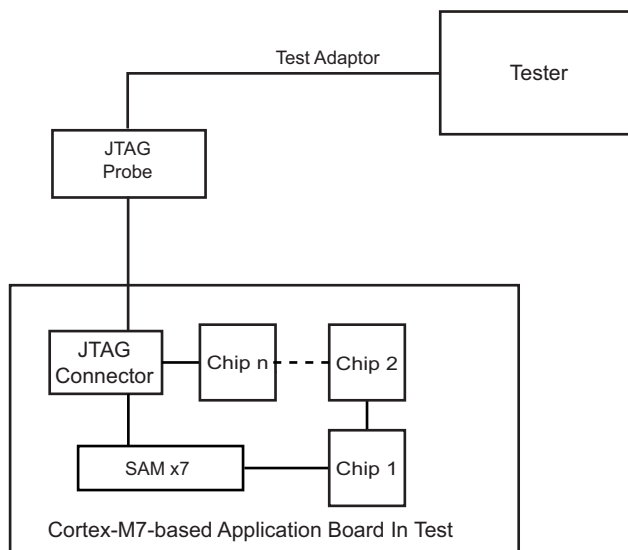 Test Adaptor
Tester
JTAG
Probe
JTAG
Connector
Chip n
Chip 2
SAM x7
Chip 1
Cortex-M7-based Application Board In Test